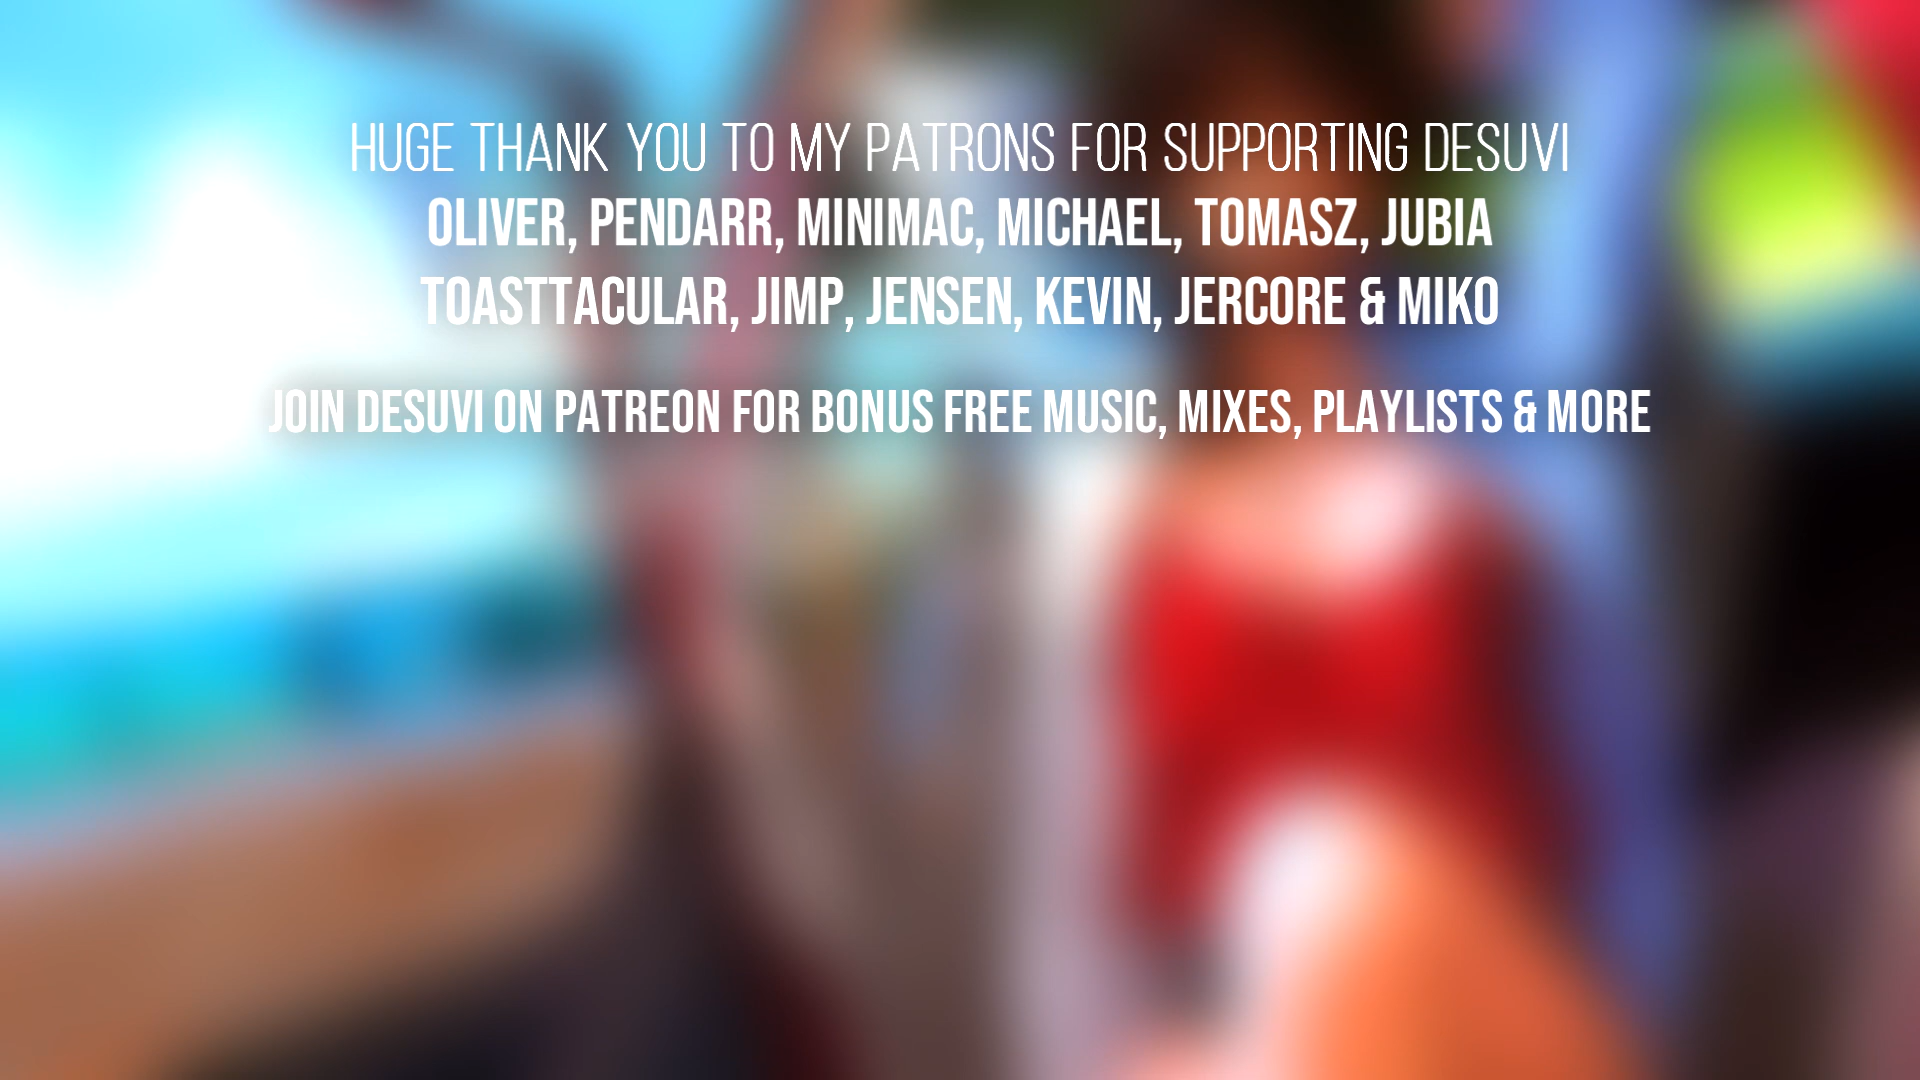 HUGE THANK YOU TO MY PATRONS FOR SUPPORTING DESUVI
OLIVER, PENDARR, MINIMAC, MICHAEL, TOMASZ, JUBIA
TOASTTACULAR, JIMP, JENSEN, KEVIN, JERCORE & MIKO
JOIN DESUVI ON PATREON FOR BONUS FREE MUSIC, MIXES, PLAYLISTS & MORE